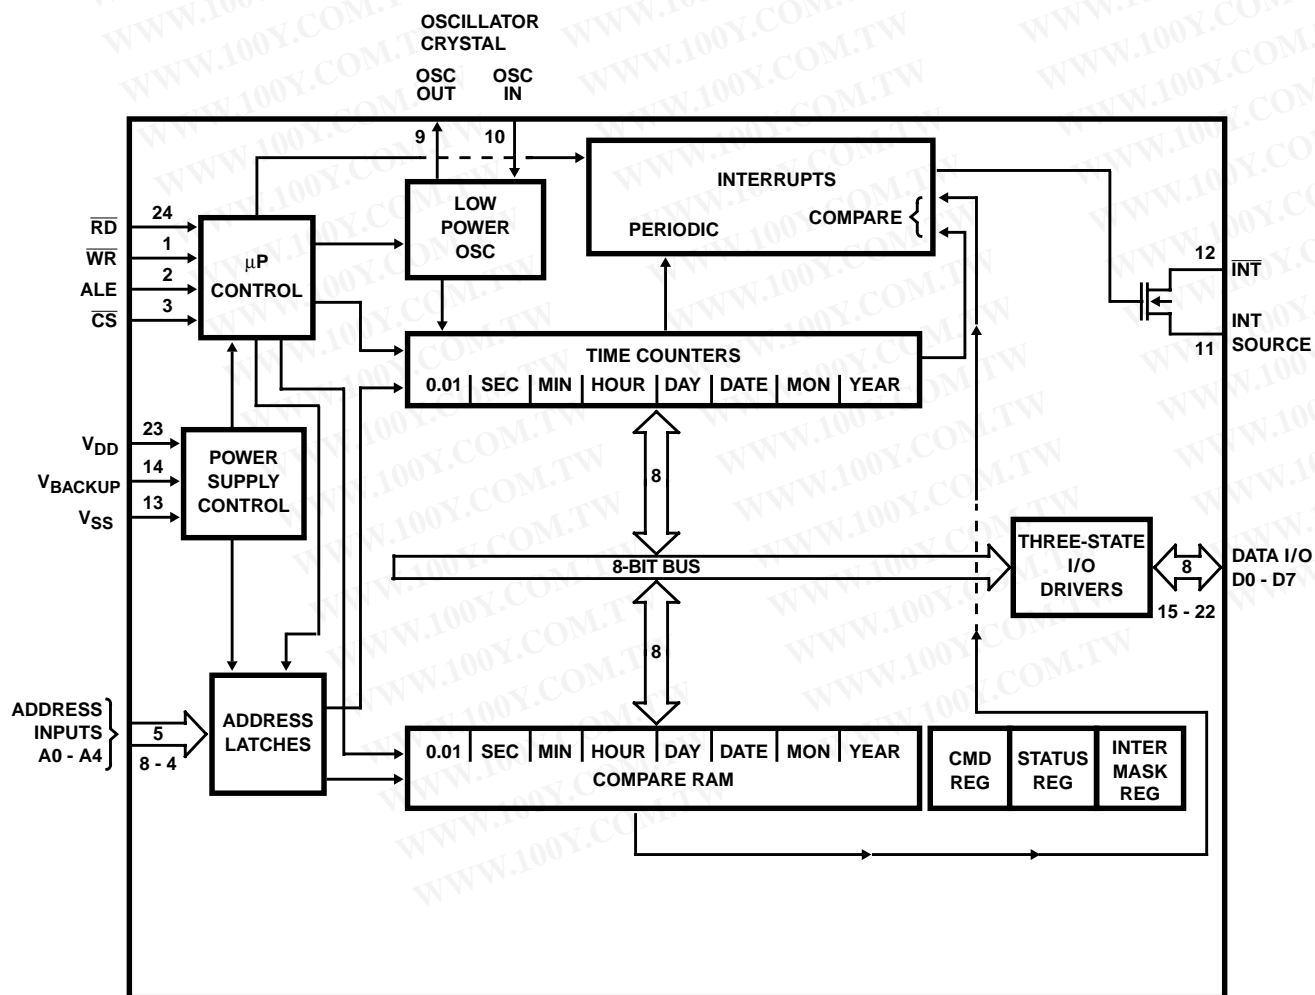 OSCILLATOR
CRYSTAL
OSC
OUT
OSC
IN
9
10
INTERRUPTS
COMPARE
PERIODIC
LOW
POWER
OSC
R̅D̅
24
W̅R̅
1
ALE
2
C̅S̅
3
μP
CONTROL
12
I̅N̅T̅
INT
SOURCE
11
TIME COUNTERS
0.01 SEC MIN HOUR DAY DATE MON YEAR
VDD
23
VBACKUP
14
VSS
13
POWER
SUPPLY
CONTROL
8
8-BIT BUS
THREE-STATE
I/O
DRIVERS
8
DATA I/O
D0 - D7
15 - 22
8
ADDRESS
INPUTS
A0 - A4
5
8 - 4
ADDRESS
LATCHES
0.01 SEC MIN HOUR DAY DATE MON YEAR
COMPARE RAM
CMD
REG
STATUS
REG
INTER
MASK
REG
WWW.100Y.COM.TW